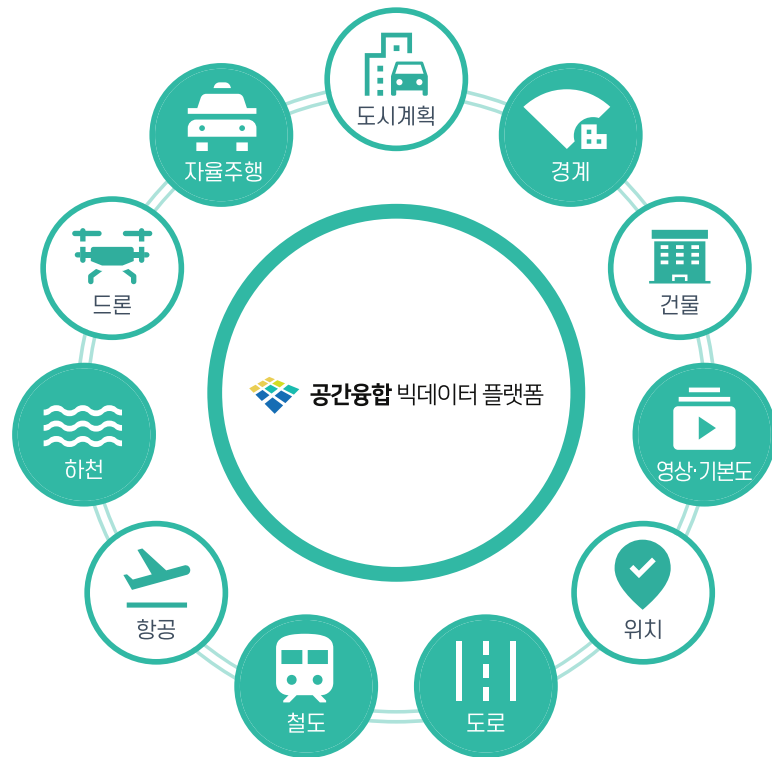 도시계획
경계
건물
영상·기본도
위치
도로
철도
항공
하천
드론
자율주행
공간융합 빅데이터 플랫폼